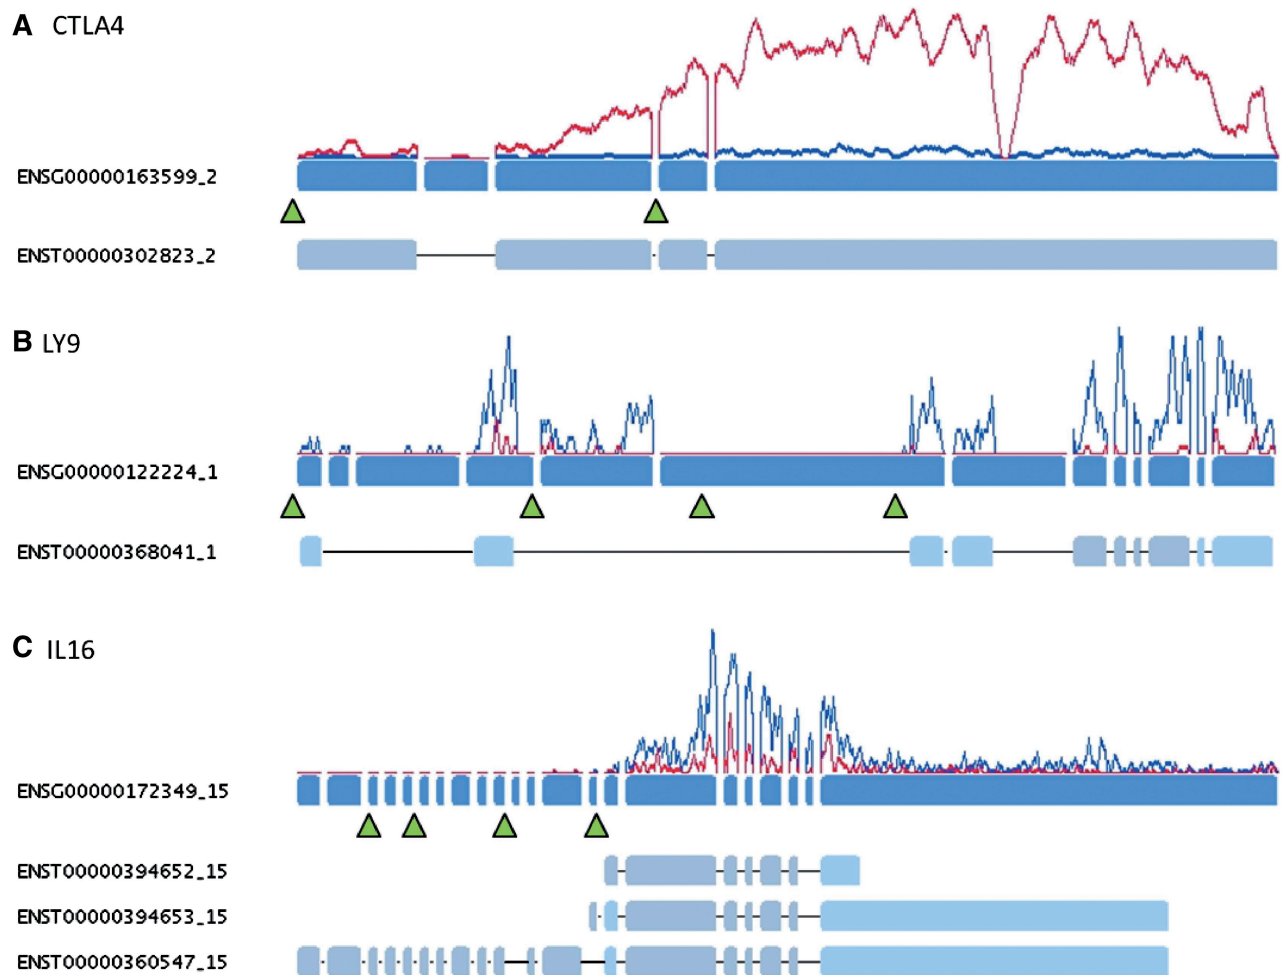 A CTLA4
ENSG00000163599_2
ENST00000302823_2
B LY9
ENSG00000122224_1
ENST00000368041_1
C IL16
ENSG00000172349_15
ENST00000394652_15
ENST00000394653_15
ENST00000360547_15